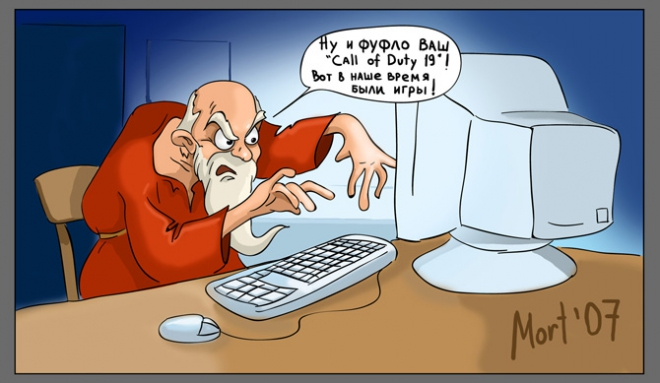 Ну и фуфло ваш
"Call of Duty 19"!
Вот в наше время
были игры!
Mort'07